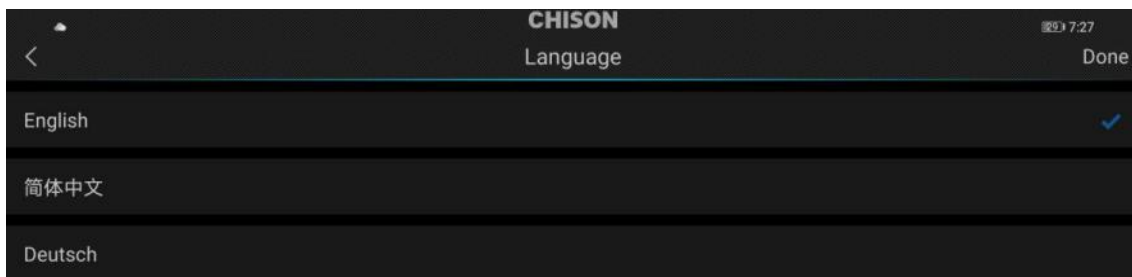 CHISON
7:27
Language
Done
English
简体中文
Deutsch